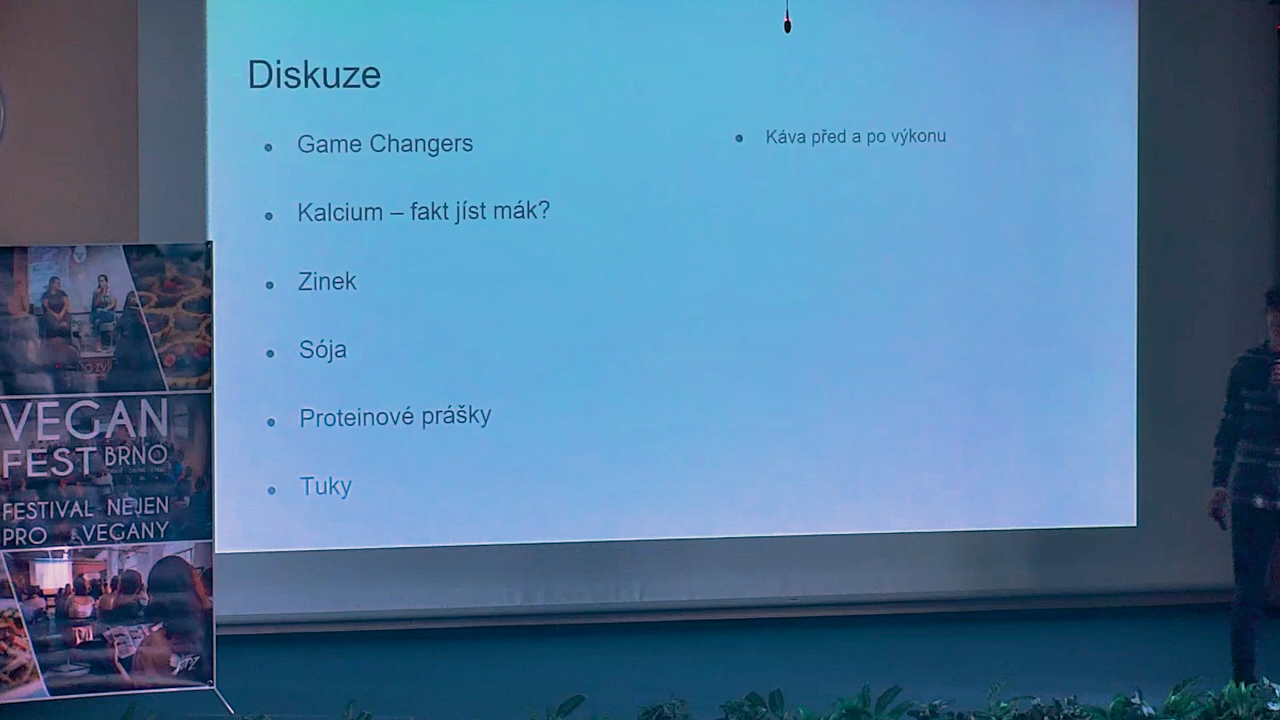 Diskuze
Game Changers
Kalcium – fakt jíst mák?
Zinek
Sója
Proteinové prášky
Tuky
Káva před a po výkonu
VEGAN
FEST BRNO
FESTIVAL NEJEN
PRO VEGANY